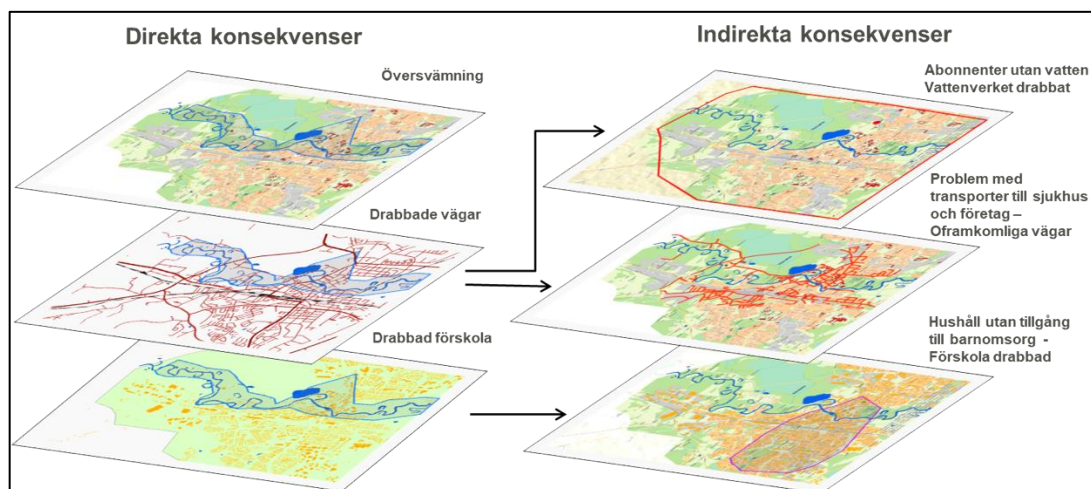 Direkta konsekvenser
Översvämning
Drabbade vägar
Drabbad förskola
Indirekta konsekvenser
Abonnenter utan vatten
Vattenverket drabbat
Problem med
transporter till sjukhus
och företag –
Oframkomliga vägar
Hushåll utan tillgång
till barnomsorg -
Förskola drabbad